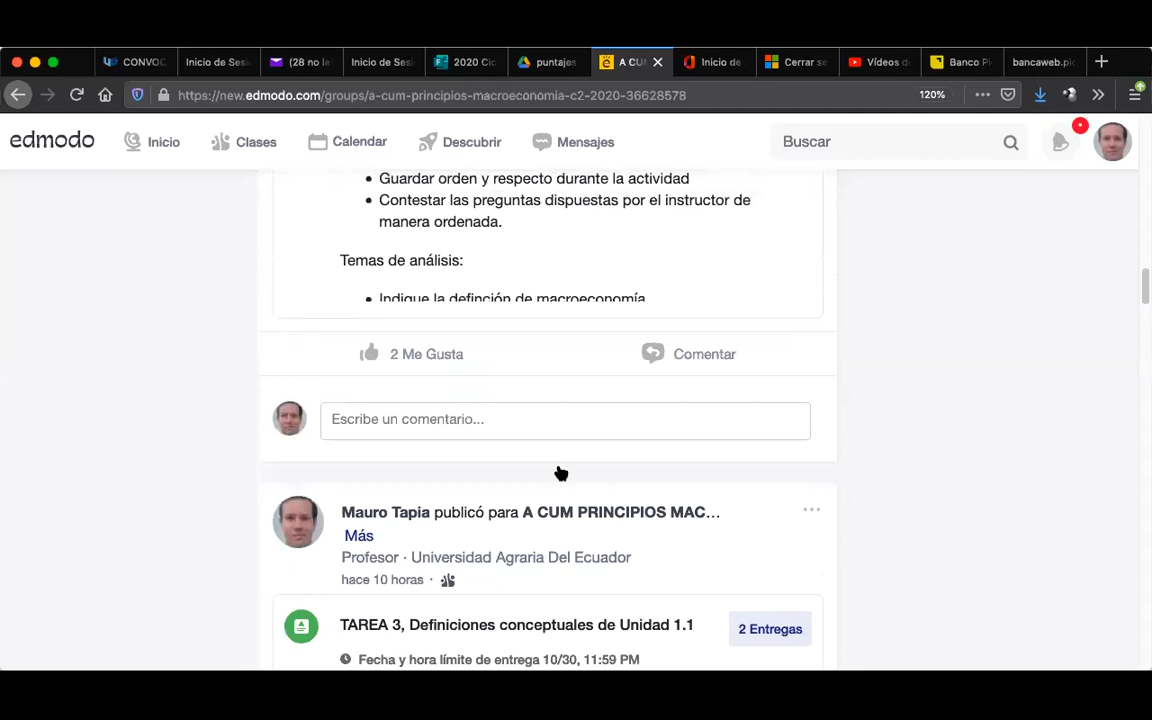 CONVOC
Inicio de Sesi
(28 no le
Inicio de Sesi
2020 Cic
puntajes
A CU
Inicio de
Cerrar se
Vídeos d
Banco Pi
bancaweb.pic
https://new.edmodo.com/groups/a-cum-principios-macroeconomia-c2-2020-36628578
120%
edmodo
Inicio
Clases
Calendar
Descubrir
Mensajes
Buscar
• Guardar orden y respecto durante la actividad
• Contestar las preguntas dispuestas por el instructor de
manera ordenada.
Temas de análisis:
• Indique la definción de macroeconomía
2 Me Gusta
Comentar
Escribe un comentario...
Mauro Tapia publicó para A CUM PRINCIPIOS MAC...
Más
Profesor · Universidad Agraria Del Ecuador
hace 10 horas ·
TAREA 3, Definiciones conceptuales de Unidad 1.1
2 Entregas
Fecha y hora límite de entrega 10/30, 11:59 PM